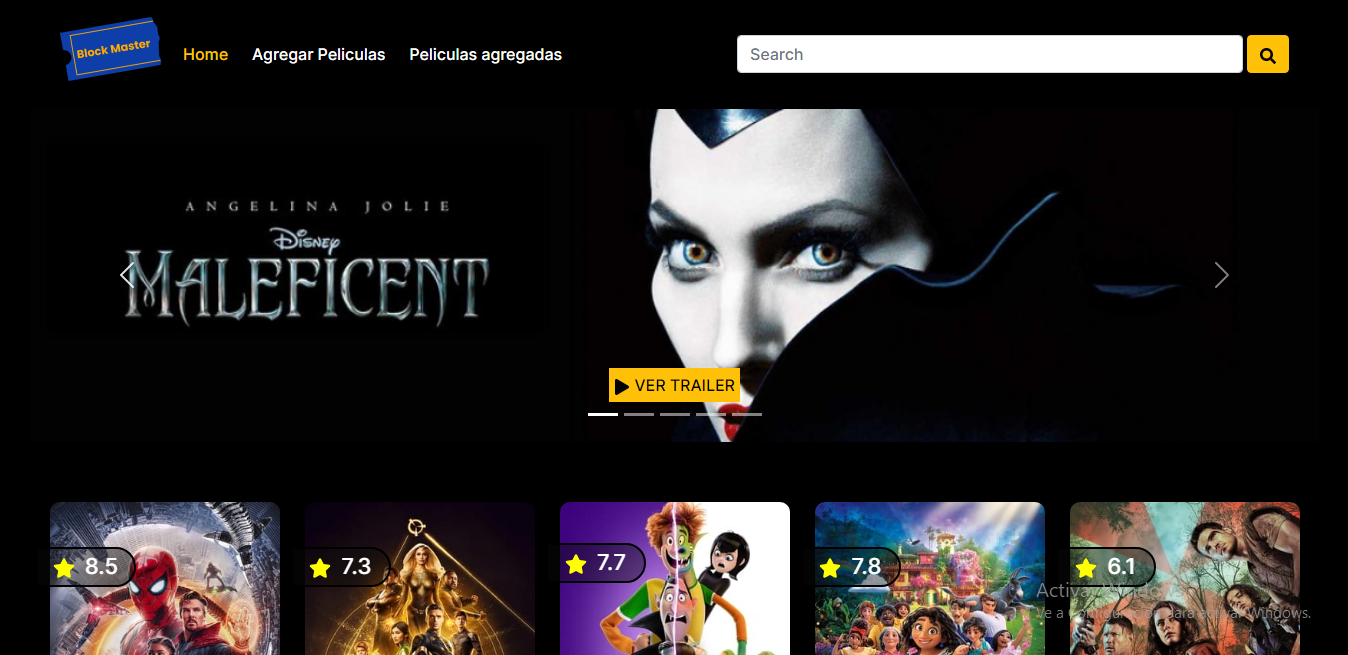 Block Master
Home Agregar Peliculas Peliculas agregadas
Search
ANGELINA JOLIE
DISNEY
MALEFICENT
VER TRAILER
8.5
7.3
7.7
7.8
6.1
Activar Windows
Ve a Configuración para activar Windows.